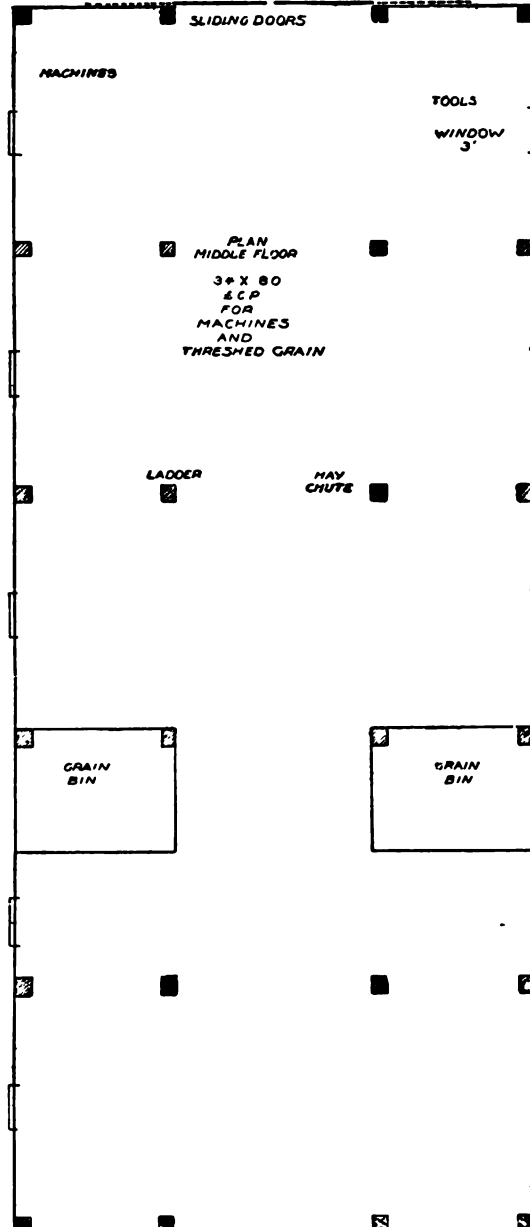 SLIDING DOORS
MACHINES
TOOLS
WINDOW
3'
PLAN
MIDDLE FLOOR
34 X 80
& C P
FOR
MACHINES
AND
THRESHED GRAIN
LADDER
HAY
CHUTE
GRAIN
BIN
GRAIN
BIN